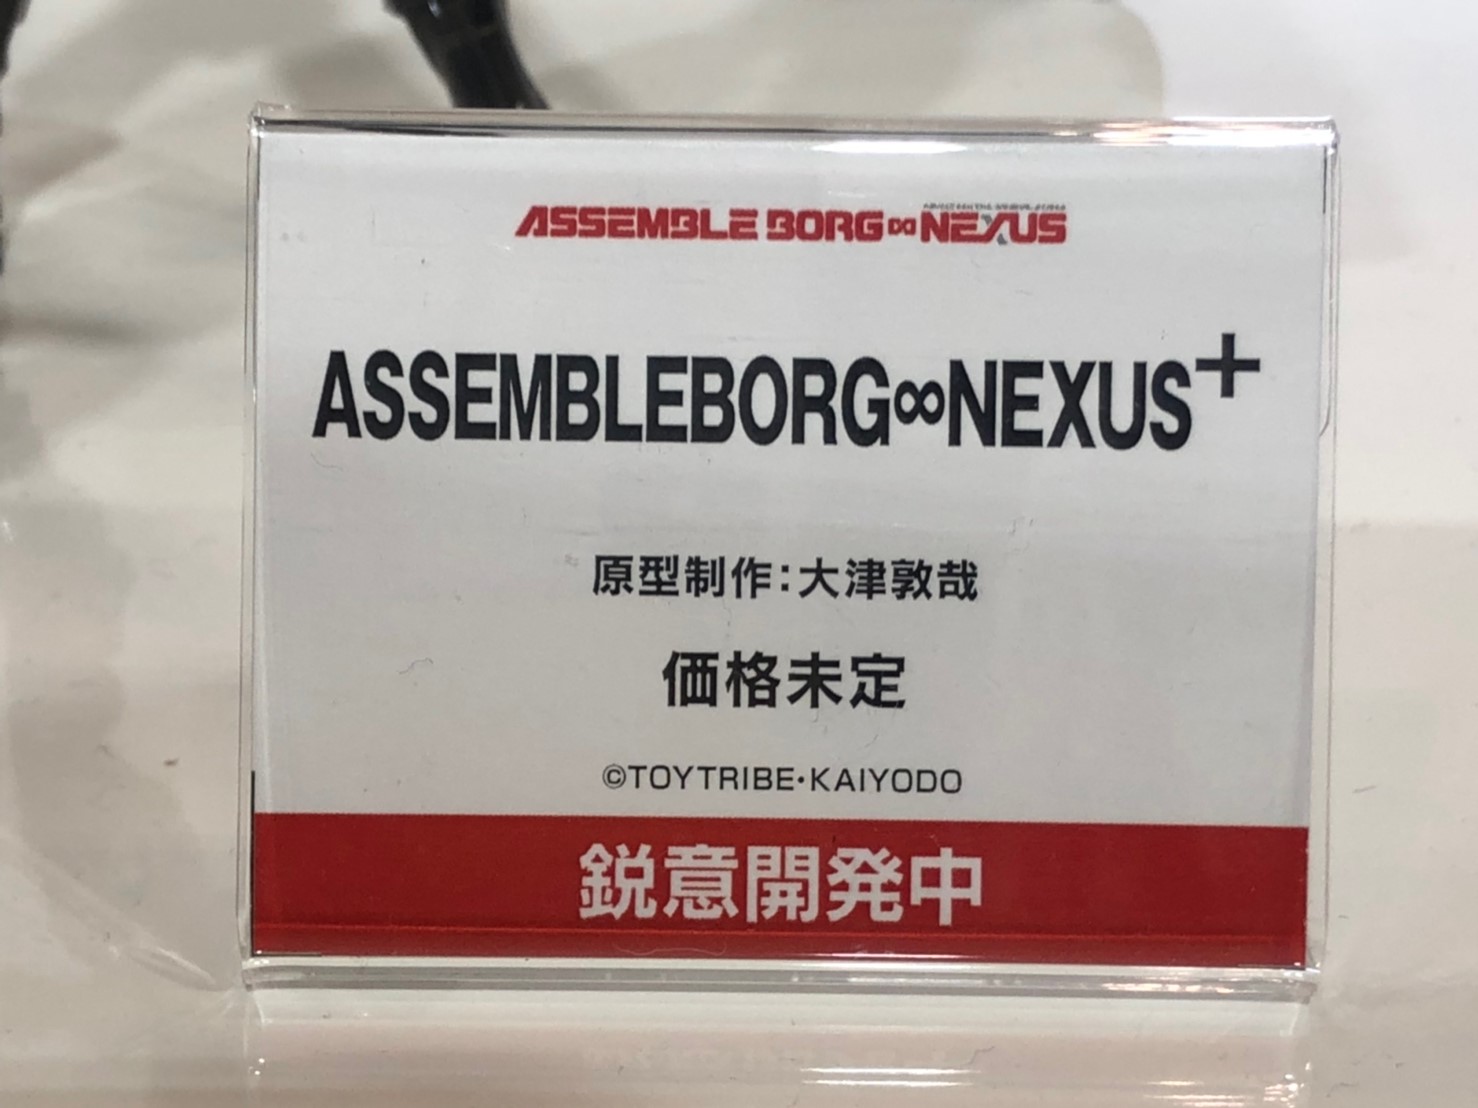 ASSEMBLE BORG∞NEXUS
ASSEMBLEBORG∞NEXUS+
原型制作:大津敦哉
価格未定
©TOYTRIBE・KAIYODO
鋭意開発中